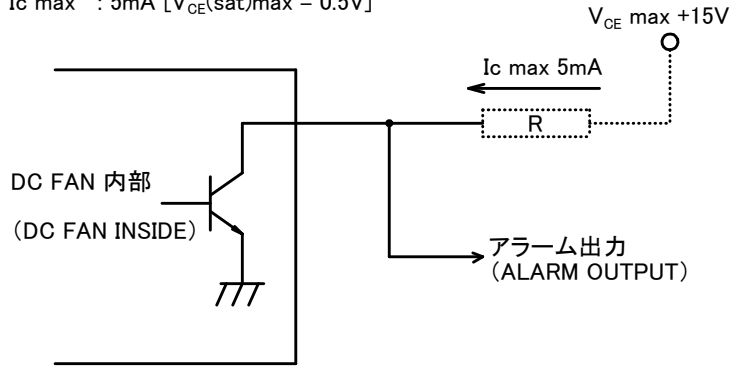 Ic max : 5mA [VCE(sat)max = 0.5V]
VCE max +15V
Ic max 5mA
R
DC FAN 内部
(DC FAN INSIDE)
アラーム出力
(ALARM OUTPUT)